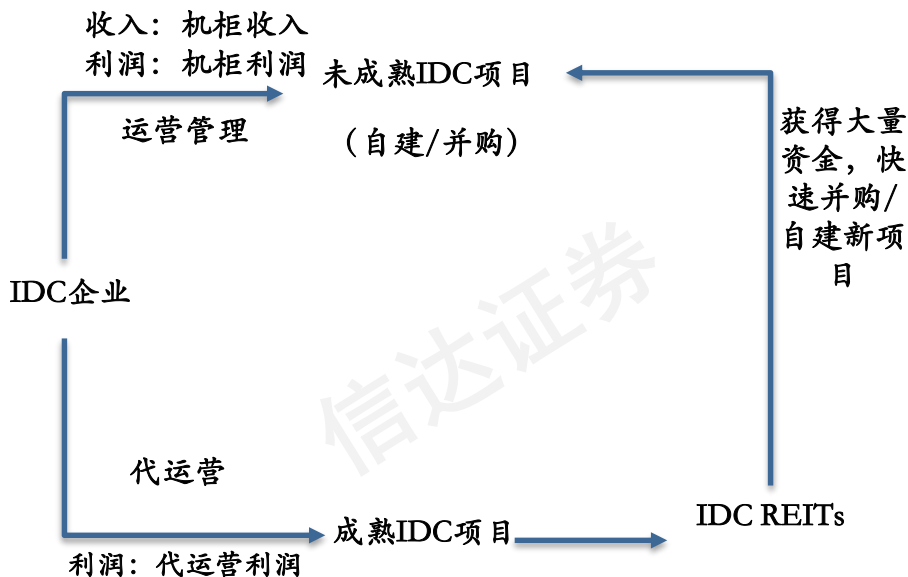 收入：机柜收入
利润：机柜利润
未成熟IDC项目
运营管理
（自建/并购）
获得大量
资金，快
速并购/
自建新项
目
IDC企业
信达证券
代运营
成熟IDC项目
IDC REITs
利润：代运营利润